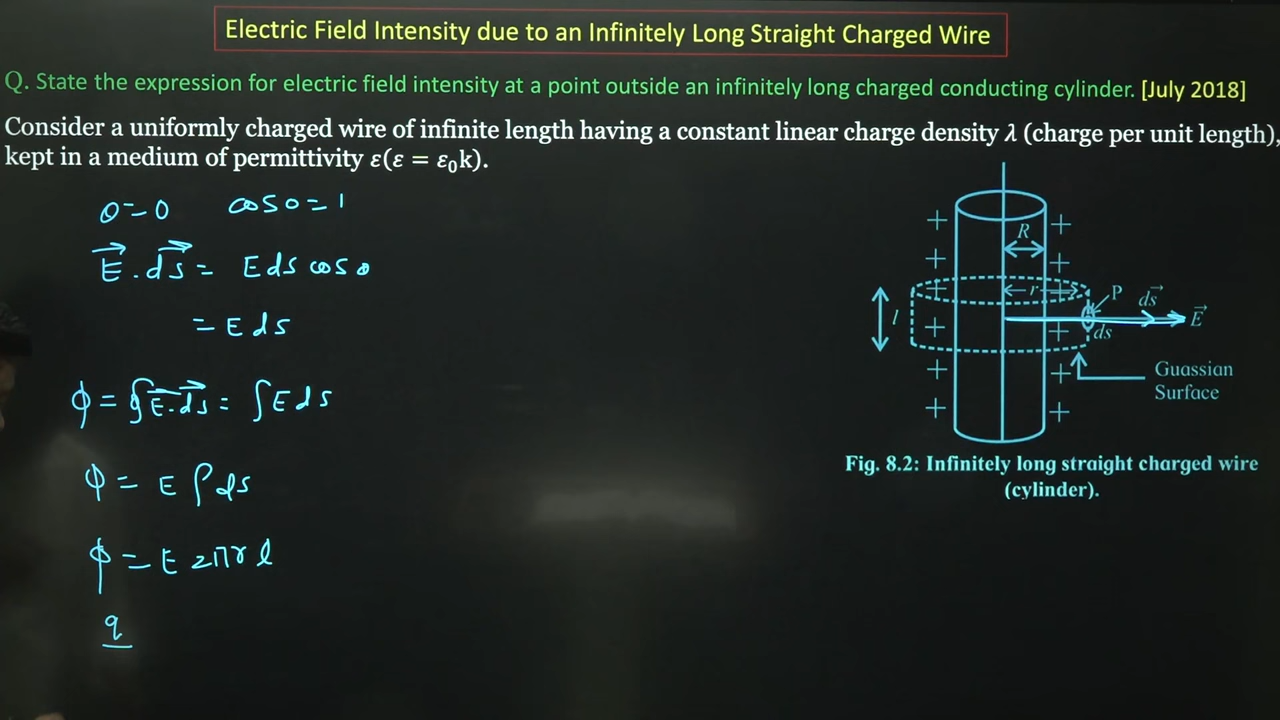 Electric Field Intensity due to an Infinitely Long Straight Charged Wire
Q. State the expression for electric field intensity at a point outside an infinitely long charged conducting cylinder. [July 2018]
Consider a uniformly charged wire of infinite length having a constant linear charge density λ (charge per unit length),
kept in a medium of permittivity ε(ε = ε₀k).
θ=0 cos 0 = 1
E⃗ . ds⃗ = E ds cos θ
= E ds
ϕ = ∮E⃗.ds⃗ = ∫E ds
ϕ = E ∫ds
ϕ = E 2πr l
q
R
r
P
ds⃗
E⃗
ds
l
Guassian
Surface
Fig. 8.2: Infinitely long straight charged wire
(cylinder).